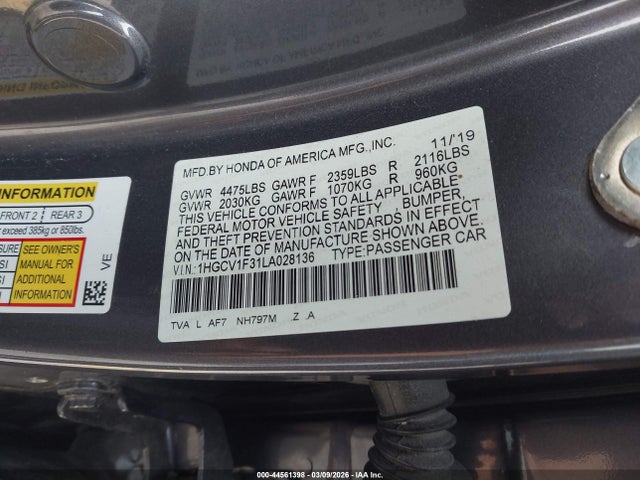 MFD.BY HONDA OF AMERICA MFG.,INC. 11/'19
GVWR 4475LBS GAWR F 2359LBS R 2116LBS
GVWR 2030KG GAWR F 1070KG R 960KG
THIS VEHICLE CONFORMS TO ALL APPLICABLE
FEDERAL MOTOR VEHICLE SAFETY BUMPER,
AND THEFT PREVENTION STANDARDS IN EFFECT
ON THE DATE OF MANUFACTURE SHOWN ABOVE.
V.I.N.:1HGCV1F31LA028136 TYPE:PASSENGER CAR
TVA L AF7 NH797M .Z .A
INFORMATION
FRONT 2 REAR 3
exceed 385kg or 850lbs.
SEE OWNER'S
MANUAL FOR
ADDITIONAL
INFORMATION
VE
000-44561398 | 03/09/2026 | IAA Inc.